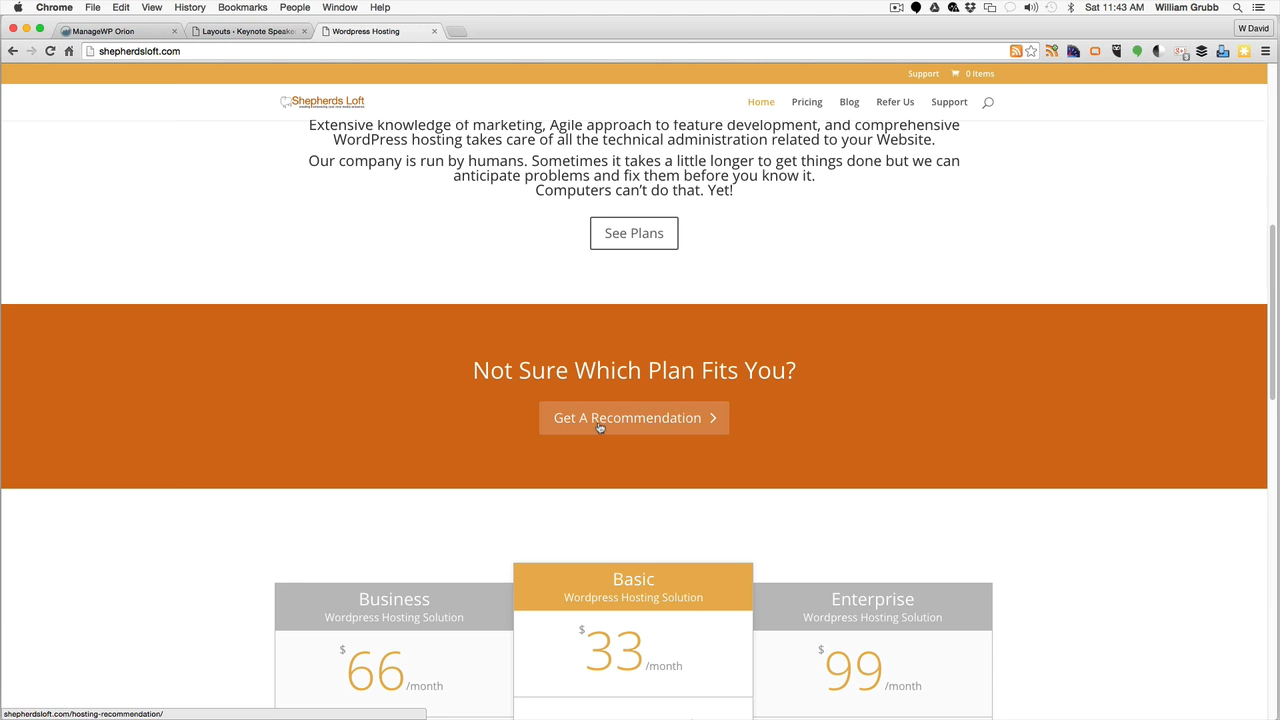 Chrome File Edit View History Bookmarks People Window Help
Sat 11:43 AM William Grubb
ManageWP Orion
Layouts ‹ Keynote Speake
Wordpress Hosting
W David
shepherdsloft.com
Support 0 Items
Shepherds Loft
Home Pricing Blog Refer Us Support
Extensive knowledge of marketing, Agile approach to feature development, and comprehensive
WordPress hosting takes care of all the technical administration related to your Website.
Our company is run by humans. Sometimes it takes a little longer to get things done but we can
anticipate problems and fix them before you know it.
Computers can't do that. Yet!
See Plans
Not Sure Which Plan Fits You?
Get A Recommendation
Business
Wordpress Hosting Solution
$66/month
Basic
Wordpress Hosting Solution
$33/month
Enterprise
Wordpress Hosting Solution
$99/month
shepherdsloft.com/hosting-recommendation/